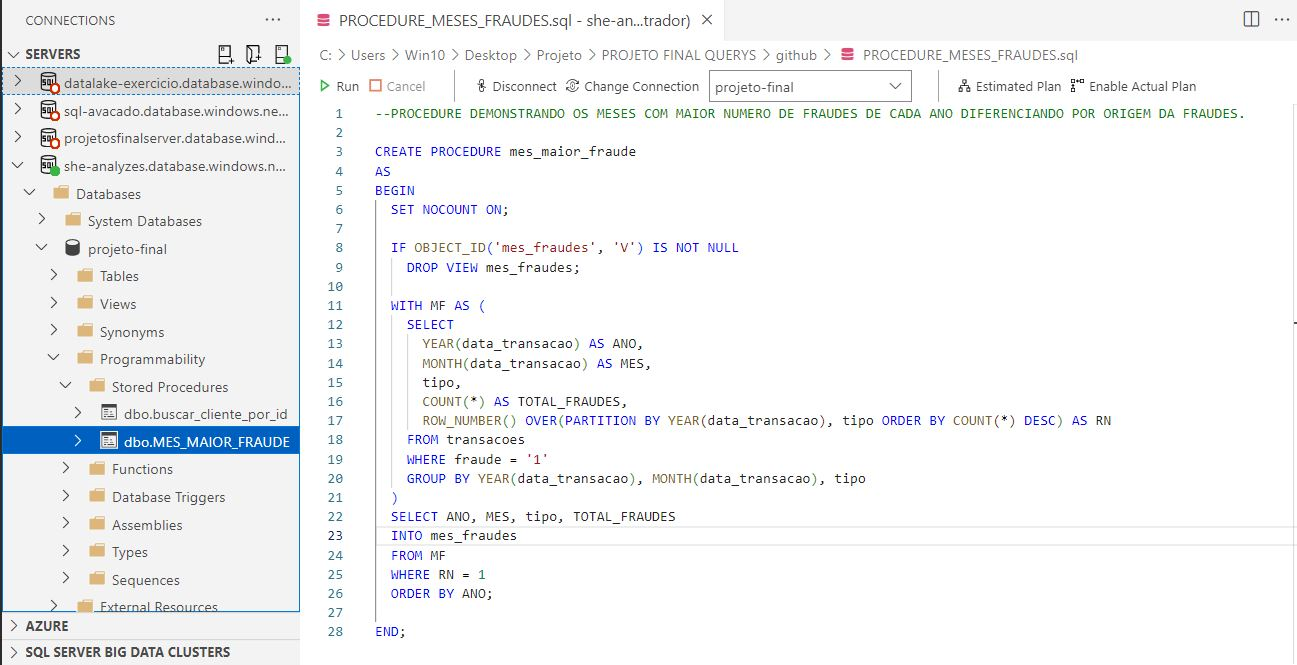 CONNECTIONS
SERVERS
datalake-exercicio.database.windo...
sql-avacado.database.windows.ne...
projetosfinalserver.database.wind...
she-analyzes.database.windows.n...
Databases
System Databases
projeto-final
Tables
Views
Synonyms
Programmability
Stored Procedures
dbo.buscar_cliente_por_id
dbo.MES_MAIOR_FRAUDE
Functions
Database Triggers
Assemblies
Types
Sequences
External Resources
AZURE
SQL SERVER BIG DATA CLUSTERS
PROCEDURE_MESES_FRAUDES.sql - she-an...trador)
C: > Users > Win10 > Desktop > Projeto > PROJETO FINAL QUERYS > github > PROCEDURE_MESES_FRAUDES.sql
Run Cancel Disconnect Change Connection projeto-final Estimated Plan Enable Actual Plan
1 --PROCEDURE DEMONSTRANDO OS MESES COM MAIOR NUMERO DE FRAUDES DE CADA ANO DIFERENCIANDO POR ORIGEM DA FRAUDES.
2
3 CREATE PROCEDURE mes_maior_fraude
4 AS
5 BEGIN
6 SET NOCOUNT ON;
7
8 IF OBJECT_ID('mes_fraudes', 'V') IS NOT NULL
9 DROP VIEW mes_fraudes;
10
11 WITH MF AS (
12 SELECT
13 YEAR(data_transacao) AS ANO,
14 MONTH(data_transacao) AS MES,
15 tipo,
16 COUNT(*) AS TOTAL_FRAUDES,
17 ROW_NUMBER() OVER(PARTITION BY YEAR(data_transacao), tipo ORDER BY COUNT(*) DESC) AS RN
18 FROM transacoes
19 WHERE fraude = '1'
20 GROUP BY YEAR(data_transacao), MONTH(data_transacao), tipo
21 )
22 SELECT ANO, MES, tipo, TOTAL_FRAUDES
23 INTO mes_fraudes
24 FROM MF
25 WHERE RN = 1
26 ORDER BY ANO;
27
28 END;